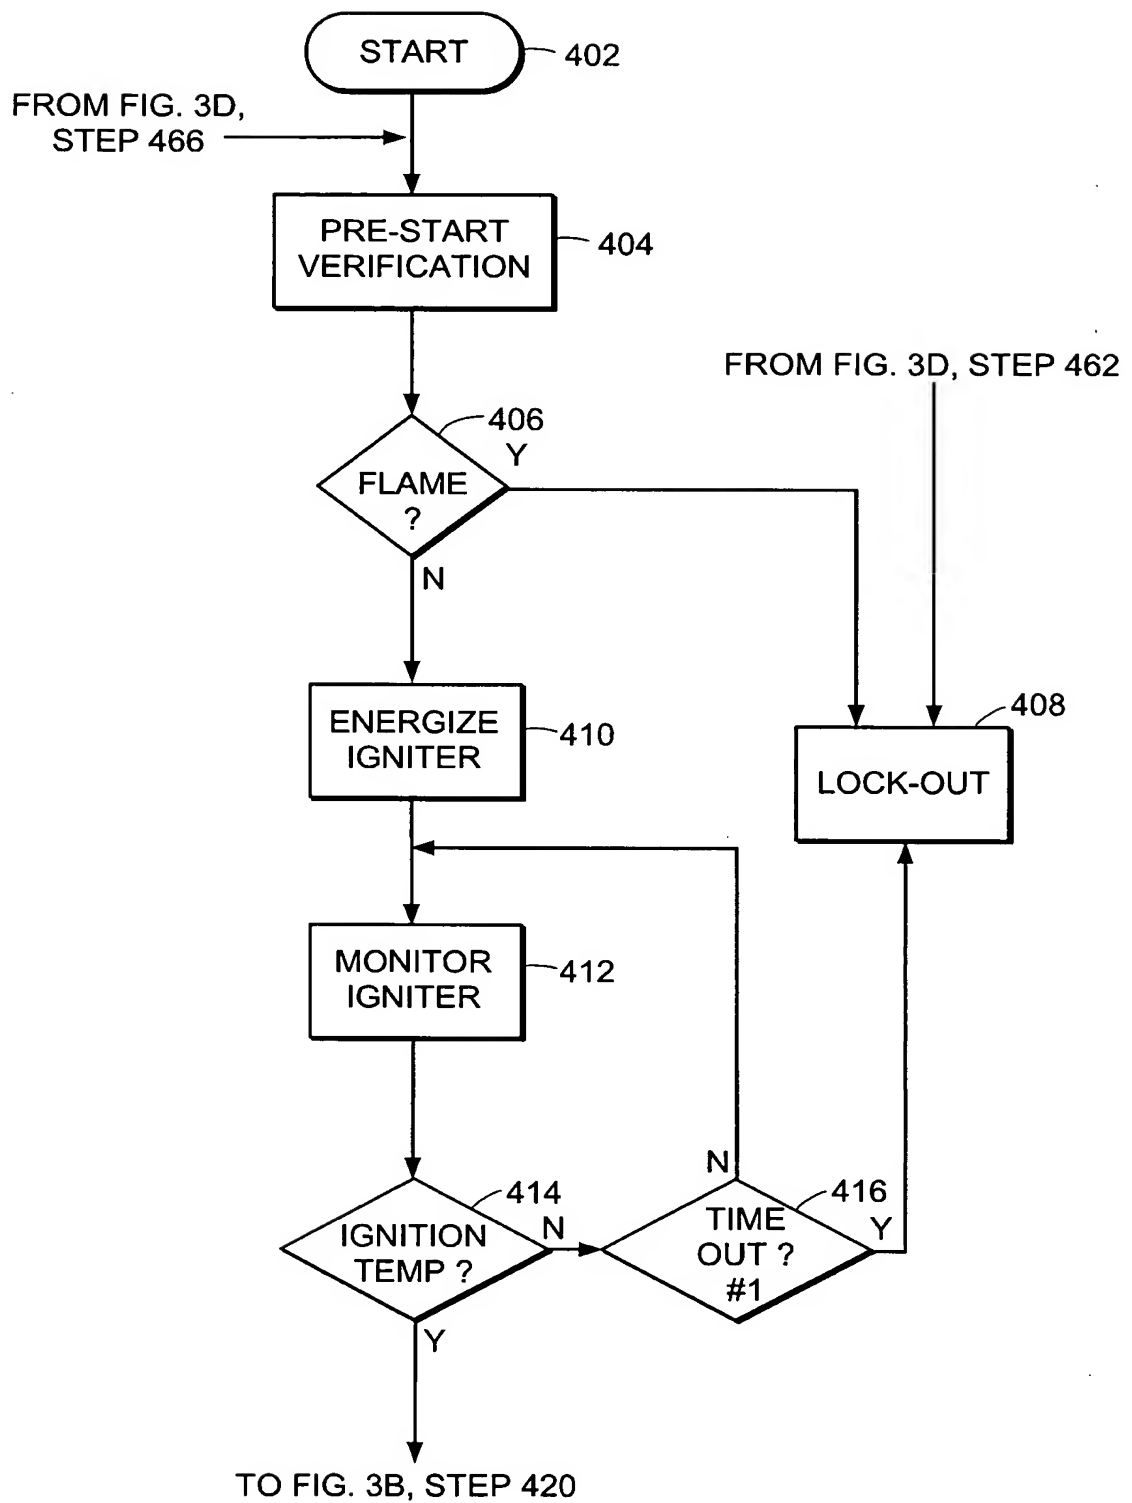 START
402
FROM FIG. 3D,
STEP 466
PRE-START
VERIFICATION
404
FROM FIG. 3D, STEP 462
406
Y
FLAME
?
N
ENERGIZE
IGNITER
410
408
LOCK-OUT
MONITOR
IGNITER
412
414
IGNITION
TEMP ?
N
Y
N
416
TIME
OUT ?
#1
Y
TO FIG. 3B, STEP 420